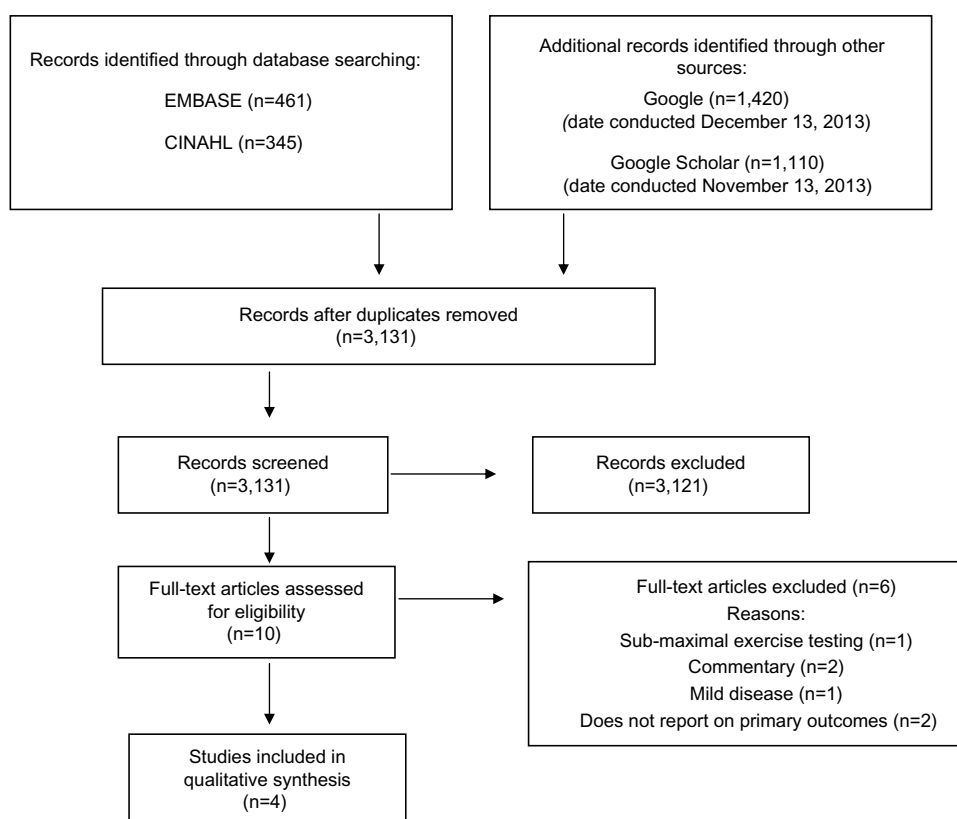 Records identified through database searching:
EMBASE (n=461)
CINAHL (n=345)
Additional records identified through other
sources:
Google (n=1,420)
(date conducted December 13, 2013)
Google Scholar (n=1,110)
(date conducted November 13, 2013)
Records after duplicates removed
(n=3,131)
Records screened
(n=3,131)
Records excluded
(n=3,121)
Full-text articles assessed
for eligibility
(n=10)
Full-text articles excluded (n=6)
Reasons:
Sub-maximal exercise testing (n=1)
Commentary (n=2)
Mild disease (n=1)
Does not report on primary outcomes (n=2)
Studies included in
qualitative synthesis
(n=4)